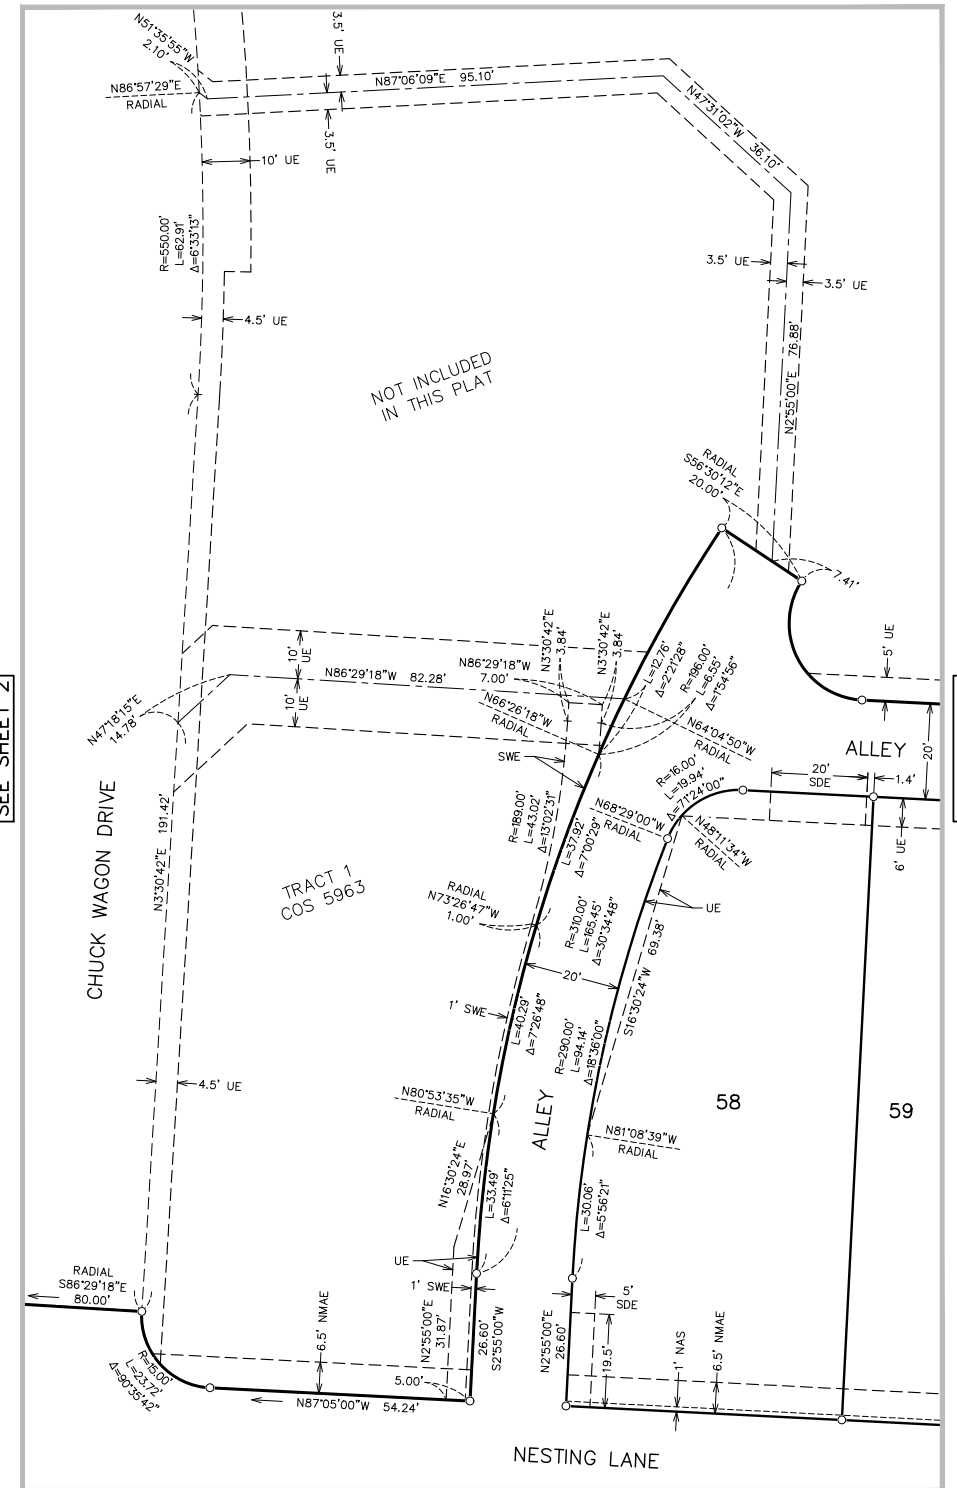 N51°35'55"W
2.10'
N86°57'29"E
RADIAL
3.5' UE
N87°06'09"E 95.10'
3.5' UE
N47°31'02"W 36.10'
10' UE
R=550.00'
L=62.91'
Δ=6°33'13"
3.5' UE
3.5' UE
4.5' UE
N2°55'00"E 76.88'
NOT INCLUDED
IN THIS PLAT
RADIAL
S56°30'12"E
20.00'
7.41'
N3°30'42"E
3.84'
N3°30'42"E
3.84'
10'
UE
N86°29'18"W 82.28'
N86°29'18"W
7.00'
10'
UE
L=12.76'
Δ=2°21'28"
R=196.00'
L=6.55'
Δ=1°54'56"
5' UE
SEE SHEET 2
N47°18'15"E
14.78'
N66°26'18"W
RADIAL
N64°04'50"W
RADIAL
ALLEY
20'
SWE
20'
SDE
1.4'
R=16.00'
L=19.94'
Δ=71°24'00"
CHUCK WAGON DRIVE
N3°30'42"E 191.42'
R=189.00'
L=43.02'
Δ=13°02'31"
L=37.92'
Δ=7°00'29"
N68°29'00"W
RADIAL
N48°11'34"W
RADIAL
6' UE
TRACT 1
COS 5963
RADIAL
N73°26'47"W
1.00'
R=310.00'
L=165.45'
Δ=30°34'48"
UE
20'
S16°30'24"W 69.38'
1' SWE
L=40.29'
Δ=7°26'48"
R=290.00'
L=94.14'
Δ=18°36'00"
4.5' UE
N80°53'35"W
RADIAL
ALLEY
58
59
N81°08'39"W
RADIAL
N16°30'24"E
28.97'
L=33.49'
Δ=6°11'25"
L=30.06'
Δ=5°56'21"
UE
RADIAL
S86°29'18"E
80.00'
1' SWE
5'
SDE
6.5' NMAE
N2°55'00"E
31.87'
26.60'
S2°55'00"W
N2°55'00"E
26.60'
19.5'
1' NAS
6.5' NMAE
R=15.00'
L=23.72'
Δ=90°35'42"
5.00'
N87°05'00"W 54.24'
NESTING LANE